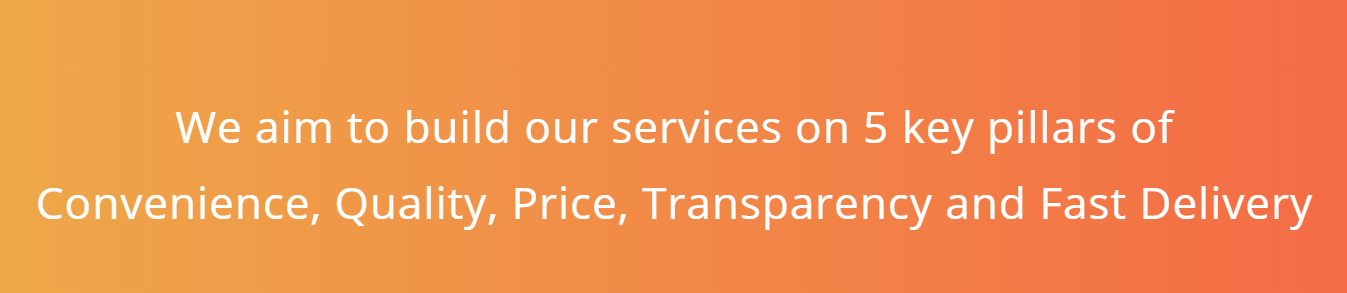 We aim to build our services on 5 key pillars of
Convenience, Quality, Price, Transparency and Fast Delivery